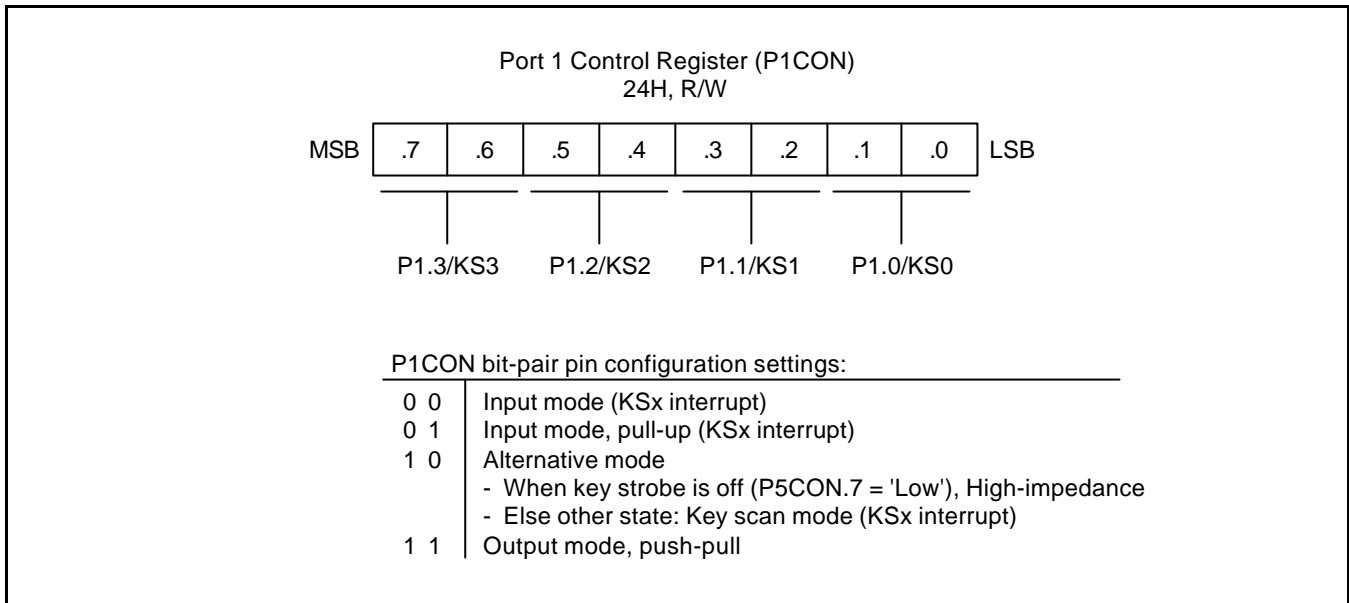 Port 1 Control Register (P1CON)
24H, R/W
MSB .7 .6 .5 .4 .3 .2 .1 .0 LSB
P1.3/KS3 P1.2/KS2 P1.1/KS1 P1.0/KS0
P1CON bit-pair pin configuration settings:
0 0 Input mode (KSx interrupt)
0 1 Input mode, pull-up (KSx interrupt)
1 0 Alternative mode
- When key strobe is off (P5CON.7 = 'Low'), High-impedance
- Else other state: Key scan mode (KSx interrupt)
1 1 Output mode, push-pull